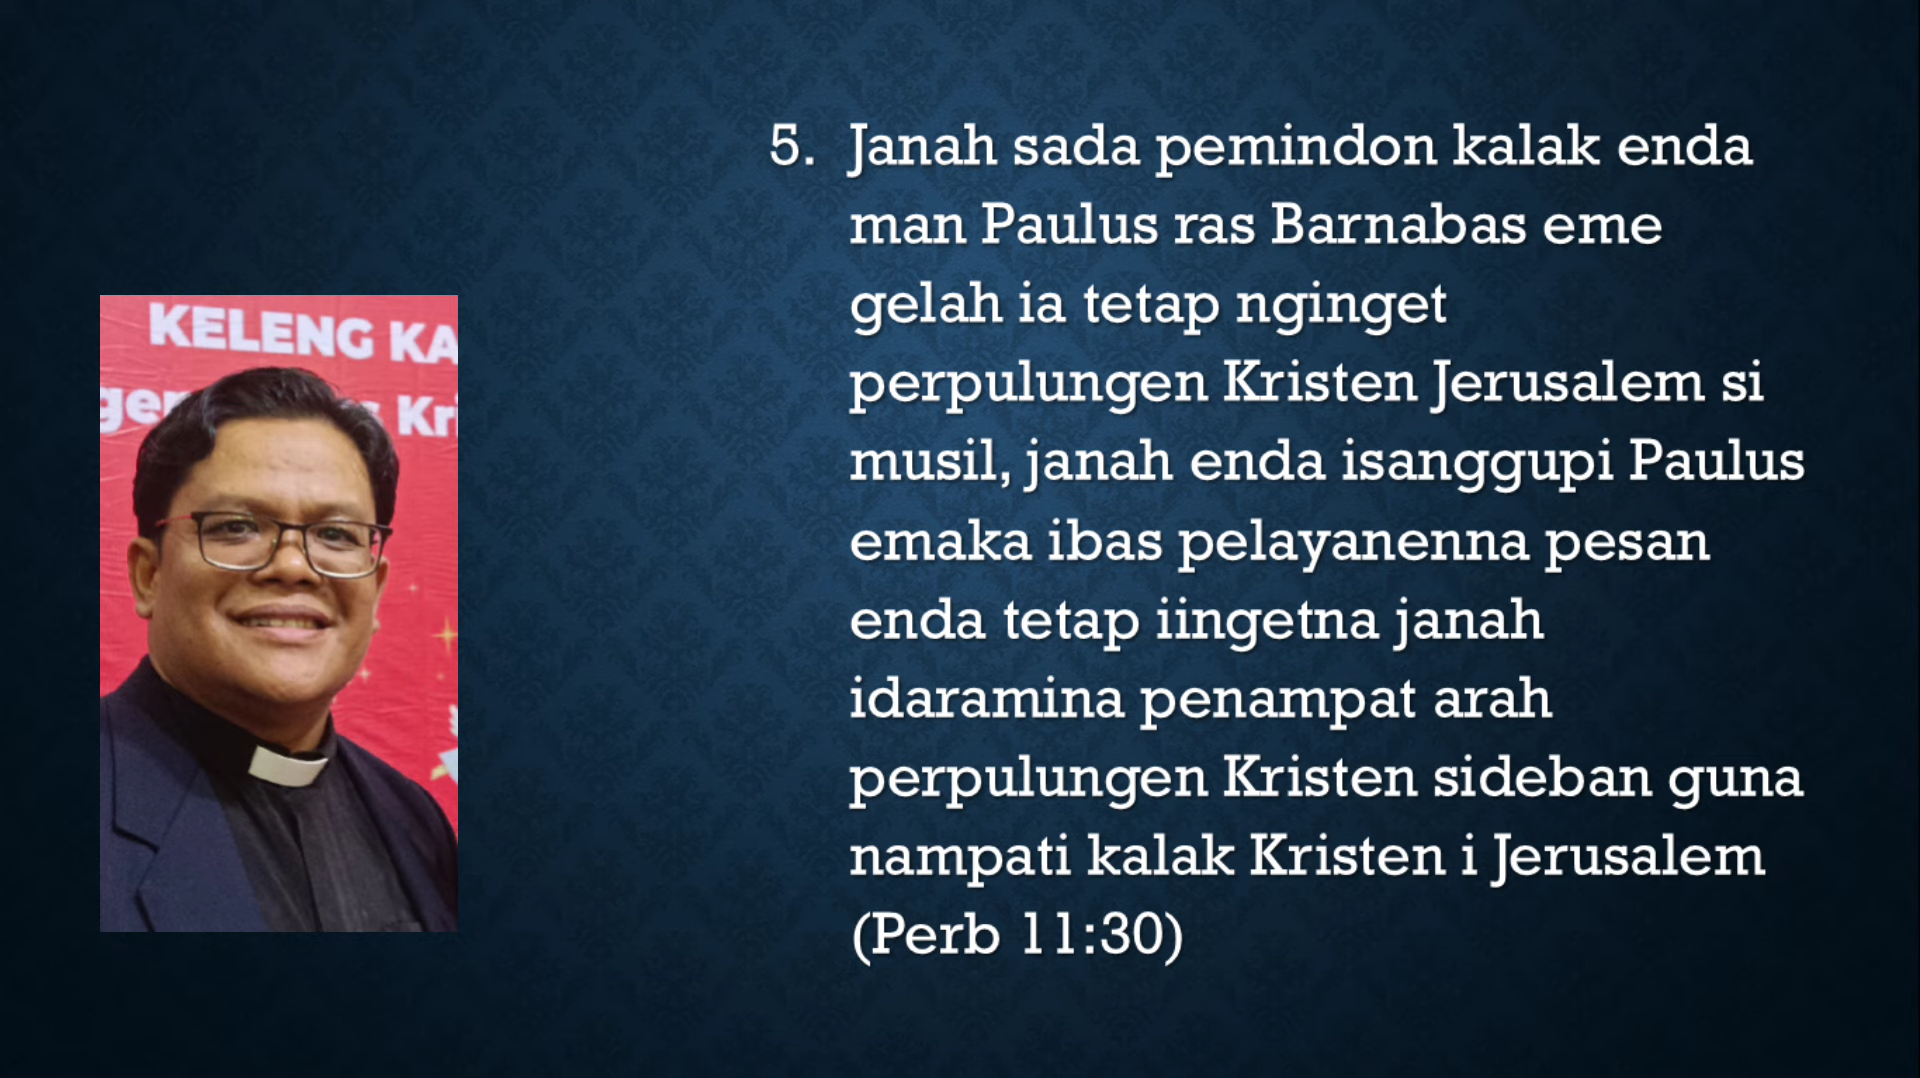 KELENG KA
ger
Kri
5. Janah sada pemindon kalak enda
man Paulus ras Barnabas eme
gelah ia tetap nginget
perpulungen Kristen Jerusalem si
musil, janah enda isanggupi Paulus
emaka ibas pelayanenna pesan
enda tetap iingetna janah
idaramina penampat arah
perpulungen Kristen sideban guna
nampati kalak Kristen i Jerusalem
(Perb 11:30)